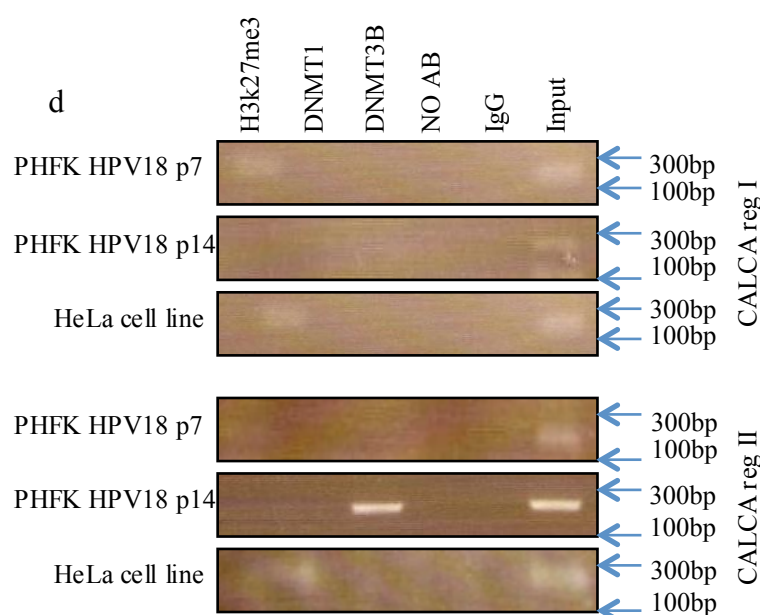 d
H3k27me3
DNMT1
DNMT3B
NO AB
IgG
Input
PHFK HPV18 p7
300bp
100bp
PHFK HPV18 p14
300bp
100bp
HeLa cell line
300bp
100bp
CALCA reg I
PHFK HPV18 p7
300bp
100bp
PHFK HPV18 p14
300bp
100bp
HeLa cell line
300bp
100bp
CALCA reg II